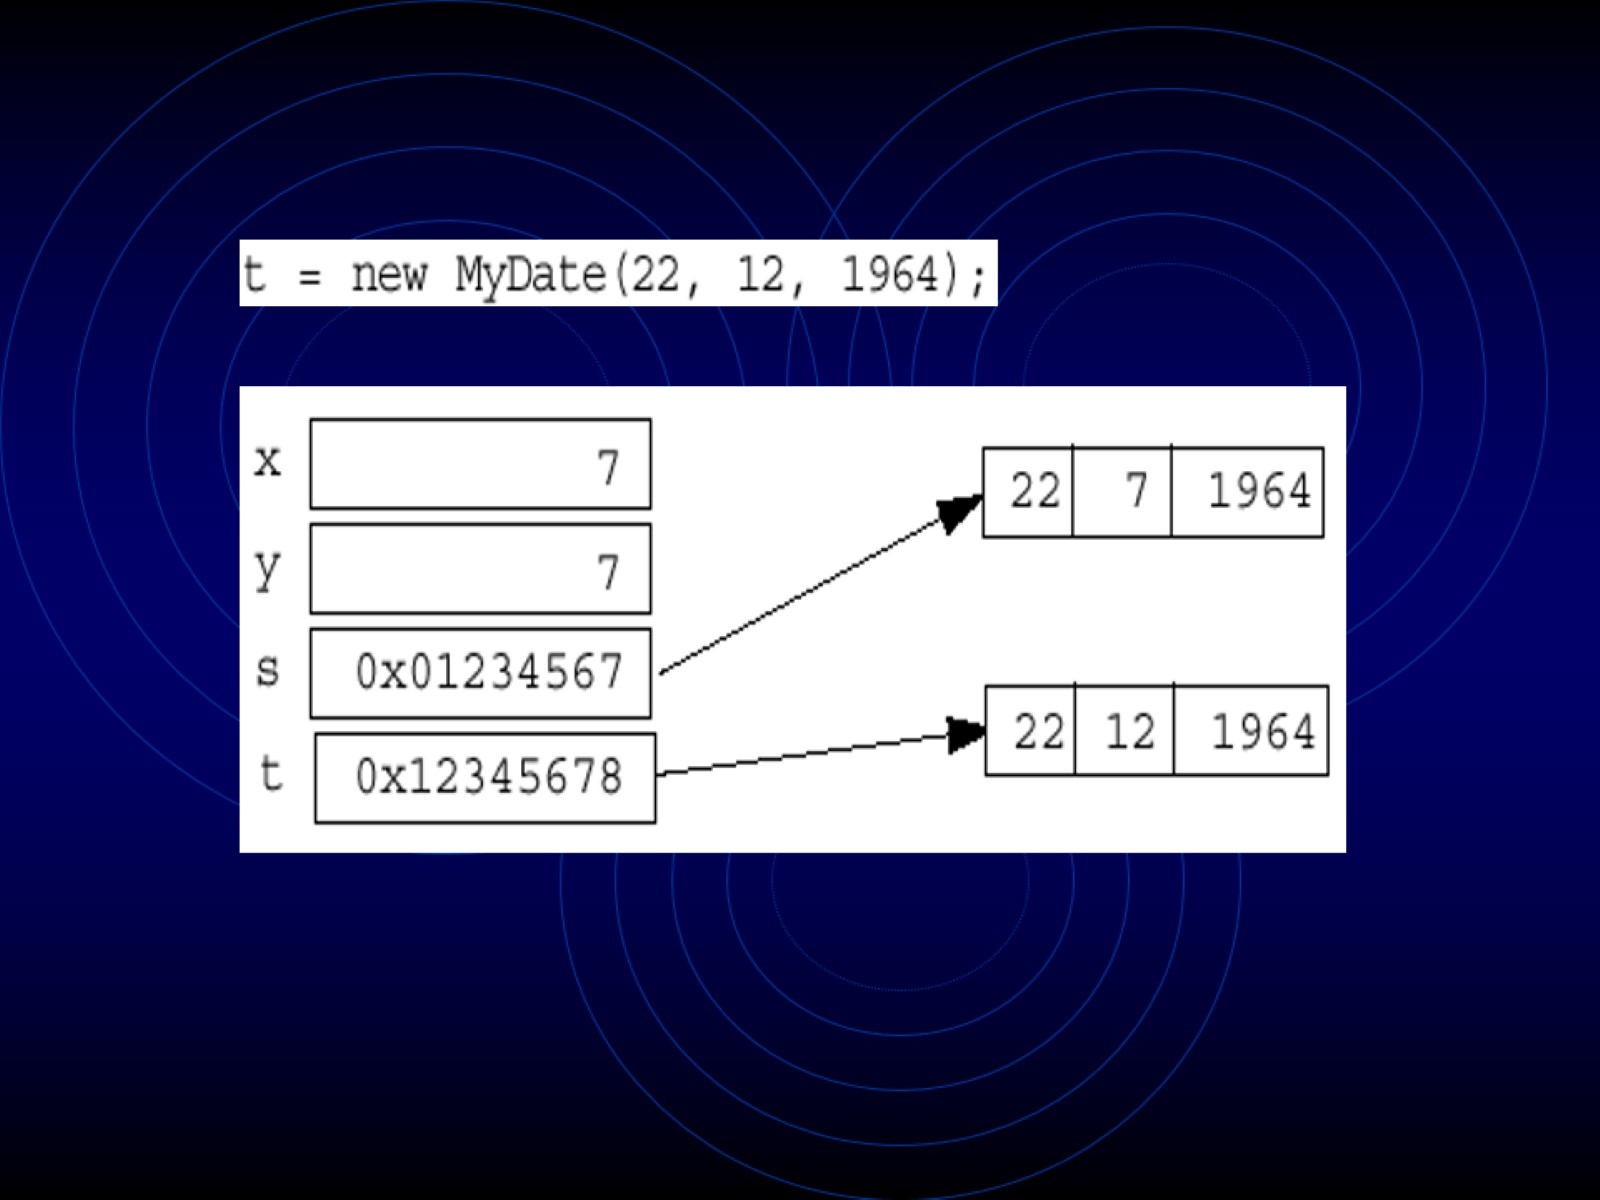 t = new MyDate(22, 12, 1964);
x 7 22 7 1964
y 7
s 0x01234567
t 0x12345678 22 12 1964